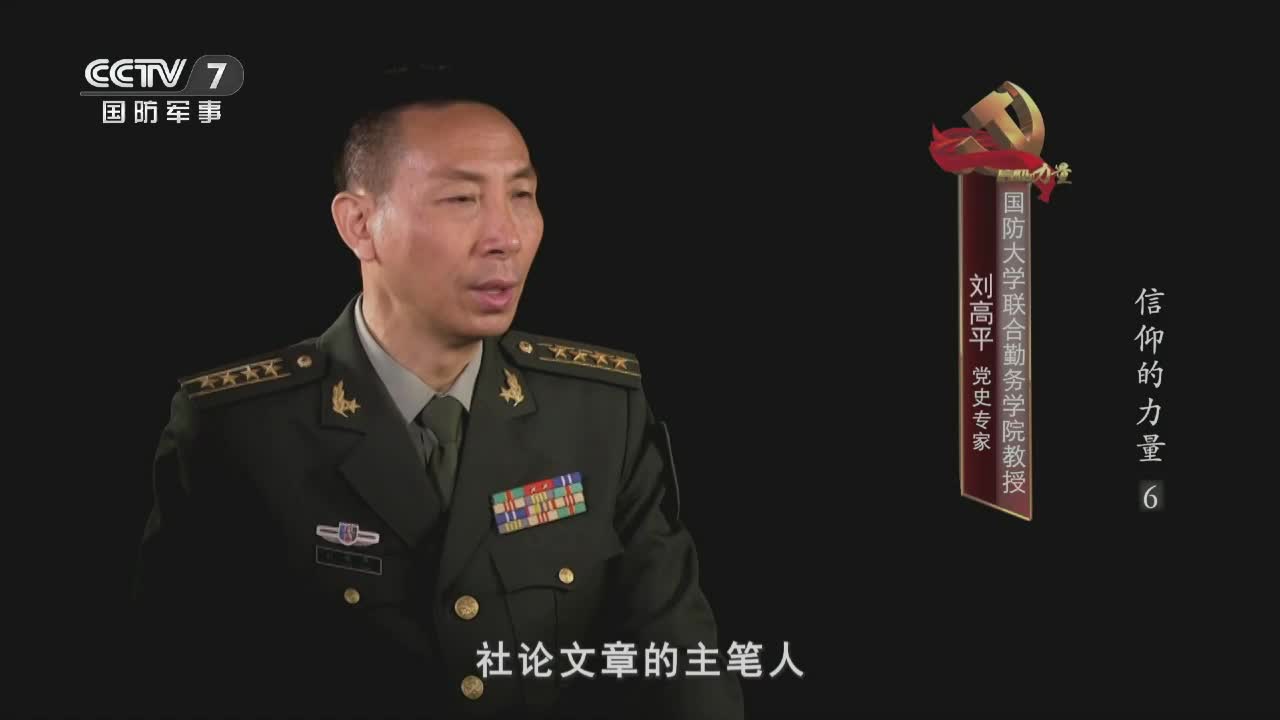 CCTV 7
国防军事
力量
国防大学联合勤务学院教授
刘高平 党史专家
信仰的力量 6
社论文章的主笔人